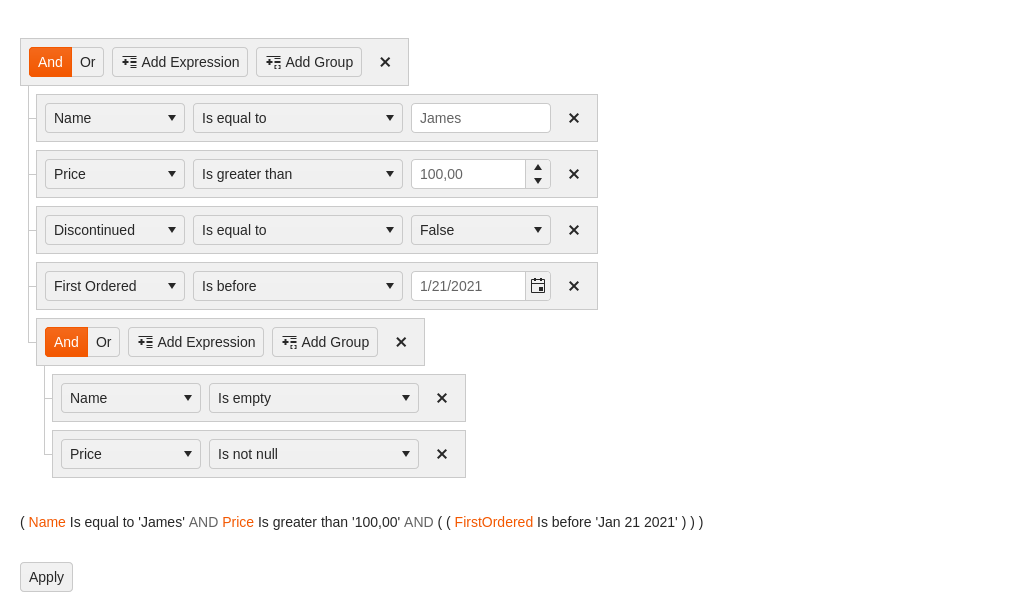 And Or Add Expression Add Group
Name Is equal to James
Price Is greater than 100,00
Discontinued Is equal to False
First Ordered Is before 1/21/2021
And Or Add Expression Add Group
Name Is empty
Price Is not null
( Name Is equal to 'James' AND Price Is greater than '100,00' AND ( ( FirstOrdered Is before 'Jan 21 2021' ) ) )
Apply